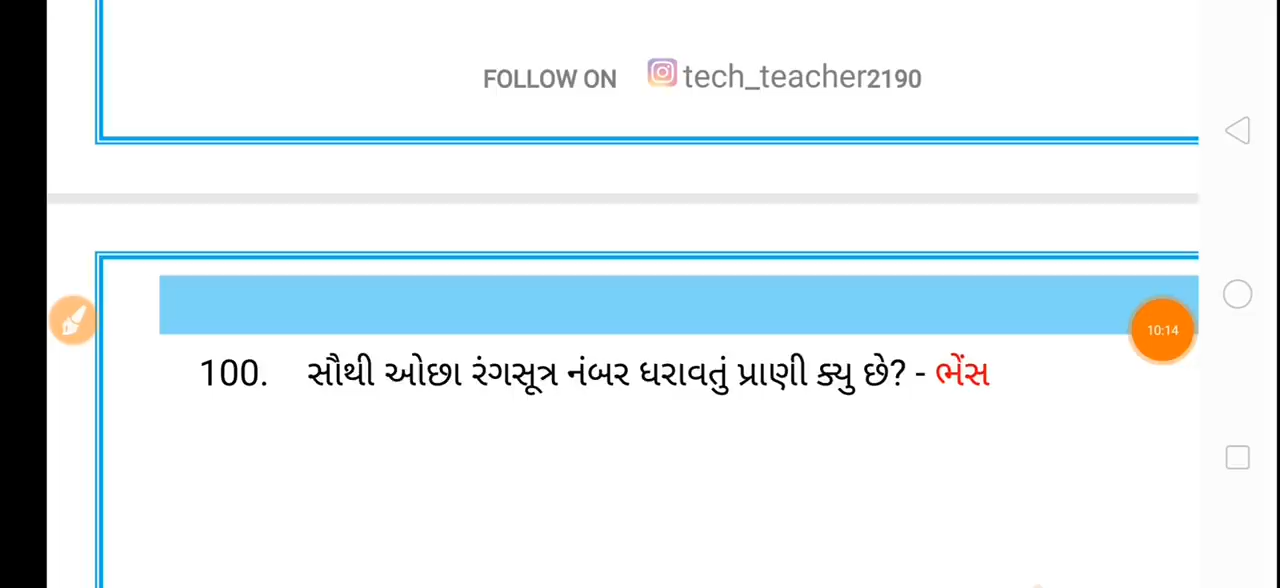 FOLLOW ON tech_teacher2190
10:14
100. સૌથી ઓછા રંગસૂત્ર નંબર ધરાવતું પ્રાણી ક્યુ છે? - ભેંસ